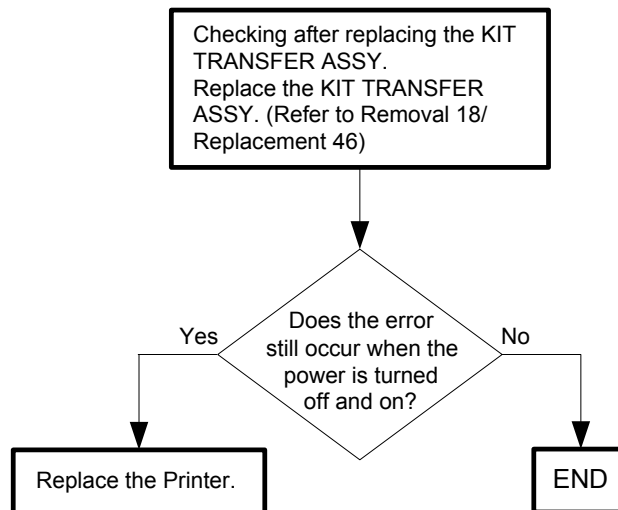 Checking after replacing the KIT
TRANSFER ASSY.
Replace the KIT TRANSFER
ASSY. (Refer to Removal 18/
Replacement 46)
Yes
Does the error
still occur when the
power is turned
off and on?
No
Replace the Printer.
END